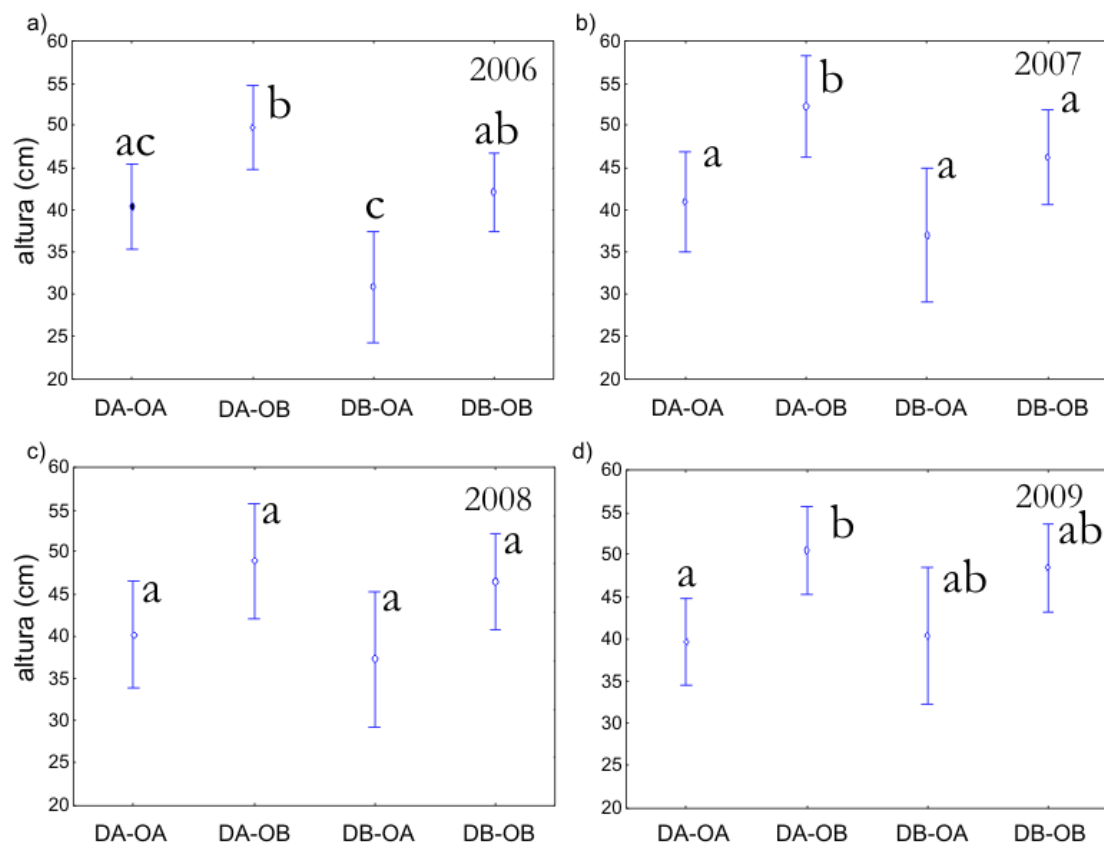 a)
60
55
50
45
40
35
30
25
20
altura (cm)
2006
ac
b
c
ab
DA-OA
DA-OB
DB-OA
DB-OB
b)
60
55
50
45
40
35
30
25
20
2007
a
b
a
a
DA-OA
DA-OB
DB-OA
DB-OB
c)
60
55
50
45
40
35
30
25
20
altura (cm)
2008
a
a
a
a
DA-OA
DA-OB
DB-OA
DB-OB
d)
60
55
50
45
40
35
30
25
20
2009
a
b
ab
ab
DA-OA
DA-OB
DB-OA
DB-OB